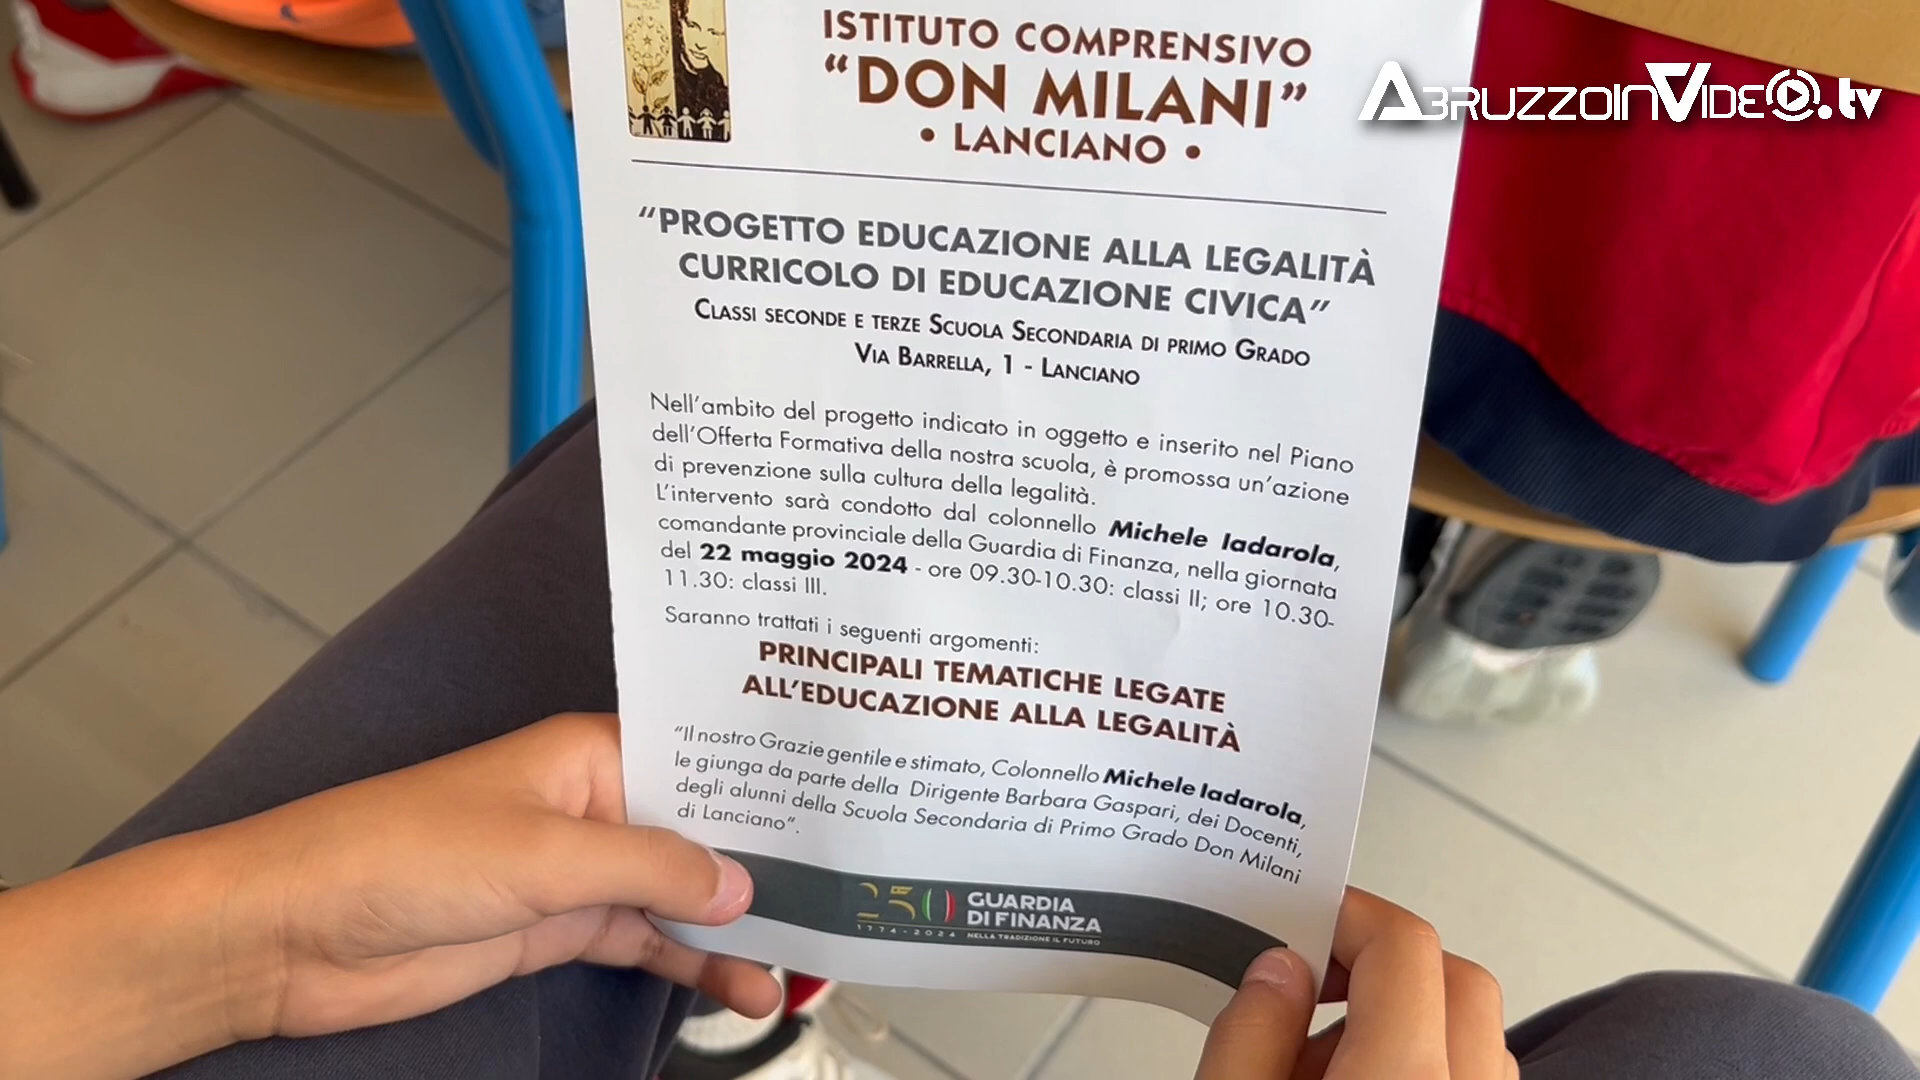 ISTITUTO COMPRENSIVO
"DON MILANI"
• LANCIANO •
ABRUZZOINVIDEO.tv
"PROGETTO EDUCAZIONE ALLA LEGALITÀ
CURRICOLO DI EDUCAZIONE CIVICA"
CLASSI SECONDE E TERZE SCUOLA SECONDARIA DI PRIMO GRADO
VIA BARRELLA, 1 - LANCIANO
Nell'ambito del progetto indicato in oggetto e inserito nel Piano
dell'Offerta Formativa della nostra scuola, è promossa un'azione
di prevenzione sulla cultura della legalità.
L'intervento sarà condotto dal colonnello Michele Iadarola,
comandante provinciale della Guardia di Finanza, nella giornata
del 22 maggio 2024 - ore 09.30-10.30: classi II; ore 10.30-
11.30: classi III.
Saranno trattati i seguenti argomenti:
PRINCIPALI TEMATICHE LEGATE
ALL'EDUCAZIONE ALLA LEGALITÀ
"Il nostro Grazie gentile e stimato, Colonnello Michele Iadarola,
le giunga da parte della Dirigente Barbara Gaspari, dei Docenti,
degli alunni della Scuola Secondaria di Primo Grado Don Milani
di Lanciano".
250 GUARDIA
DI FINANZA
1774 - 2024 NELLA TRADIZIONE IL FUTURO